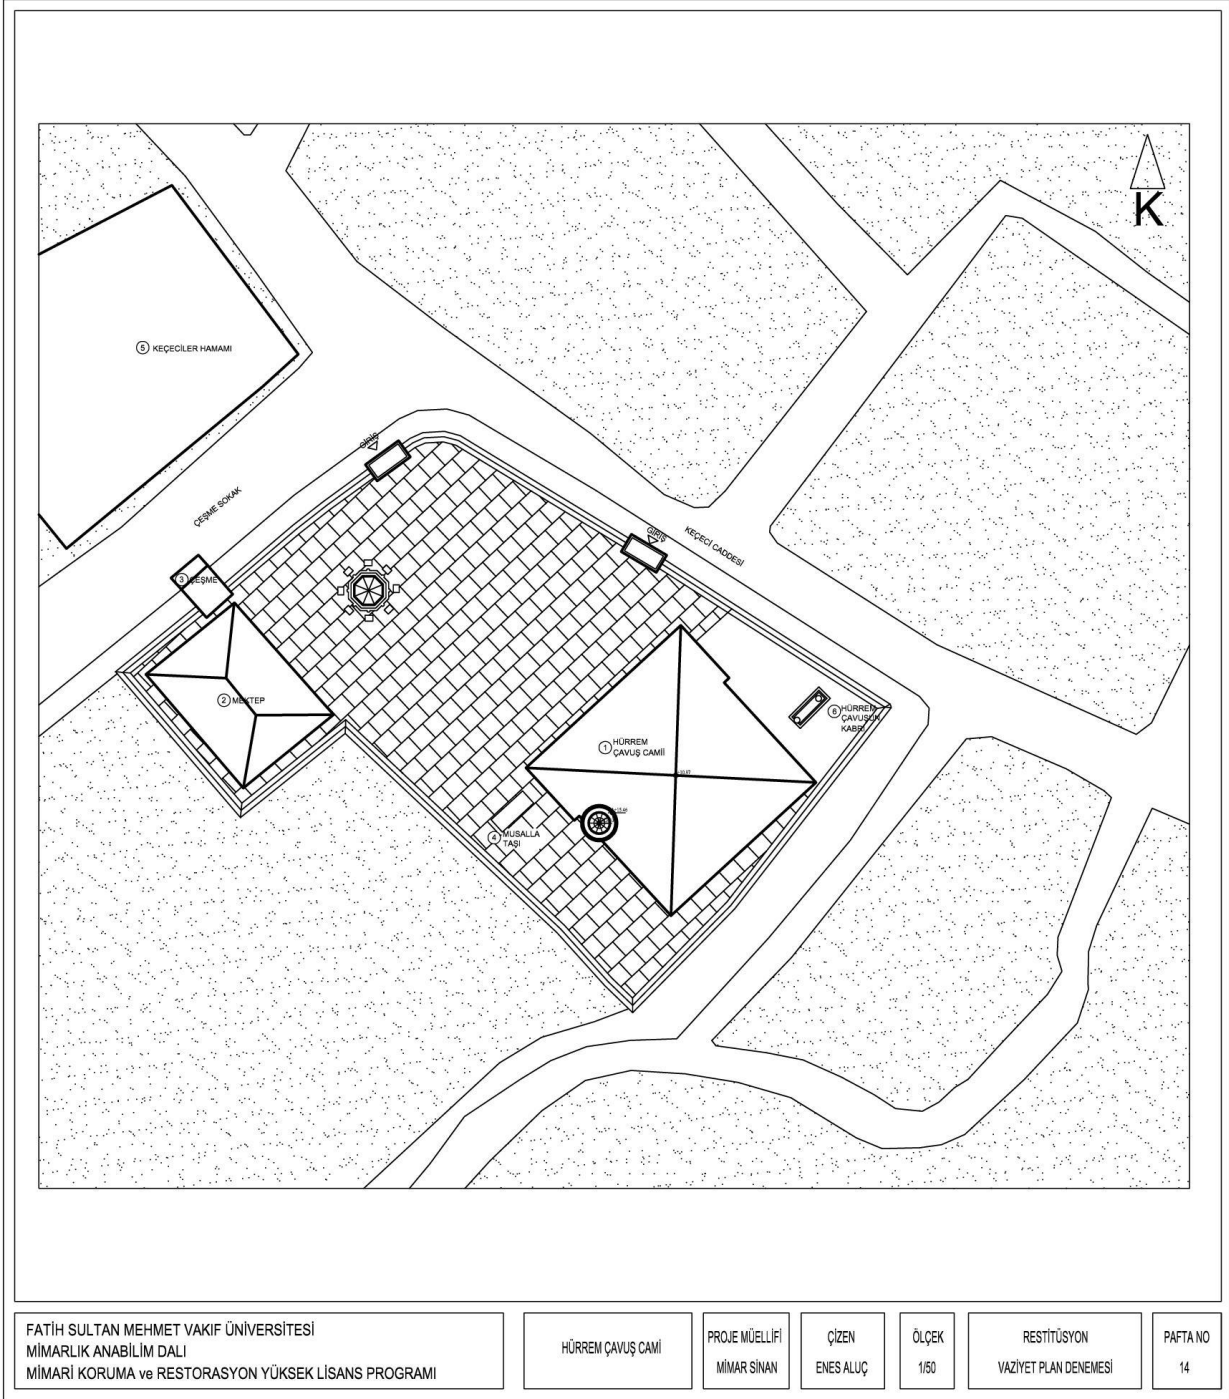 K
5 KEÇECİLER HAMAMI
GİRİŞ
ÇEŞME SOKAK
GİRİŞ
KEÇECİ CADDESİ
3 ÇEŞME
2 MEKTEP
6 HÜRREM
ÇAVUŞUN
KABRİ
1 HÜRREM
ÇAVUŞ CAMİİ
4 MUSALLA
TAŞI
FATİH SULTAN MEHMET VAKIF ÜNİVERSİTESİ
MİMARLIK ANABİLİM DALI
MİMARİ KORUMA ve RESTORASYON YÜKSEK LİSANS PROGRAMI
HÜRREM ÇAVUŞ CAMİ
PROJE MÜELLİFİ
MİMAR SİNAN
ÇİZEN
ENES ALUÇ
ÖLÇEK
1/50
RESTİTÜSYON
VAZİYET PLAN DENEMESİ
PAFTA NO
14